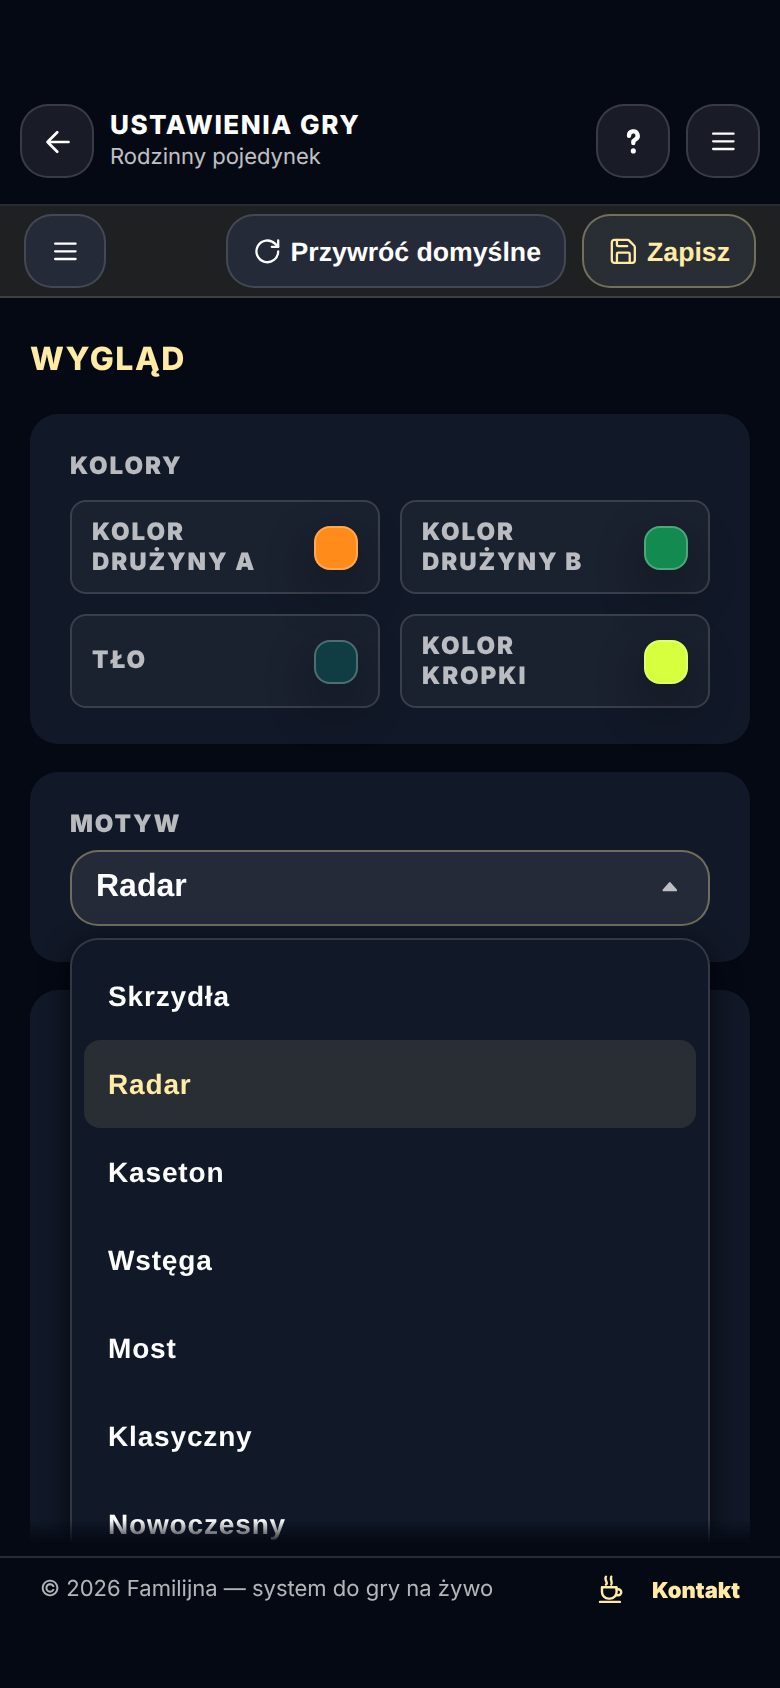 USTAWIENIA GRY
Rodzinny pojedynek
?
Przywróć domyślne
Zapisz
WYGLĄD
KOLORY
KOLOR
DRUŻYNY A
KOLOR
DRUŻYNY B
TŁO
KOLOR
KROPKI
MOTYW
Radar
Skrzydła
Radar
Kaseton
Wstęga
Most
Klasyczny
Nowoczesny
© 2026 Familijna — system do gry na żywo
Kontakt